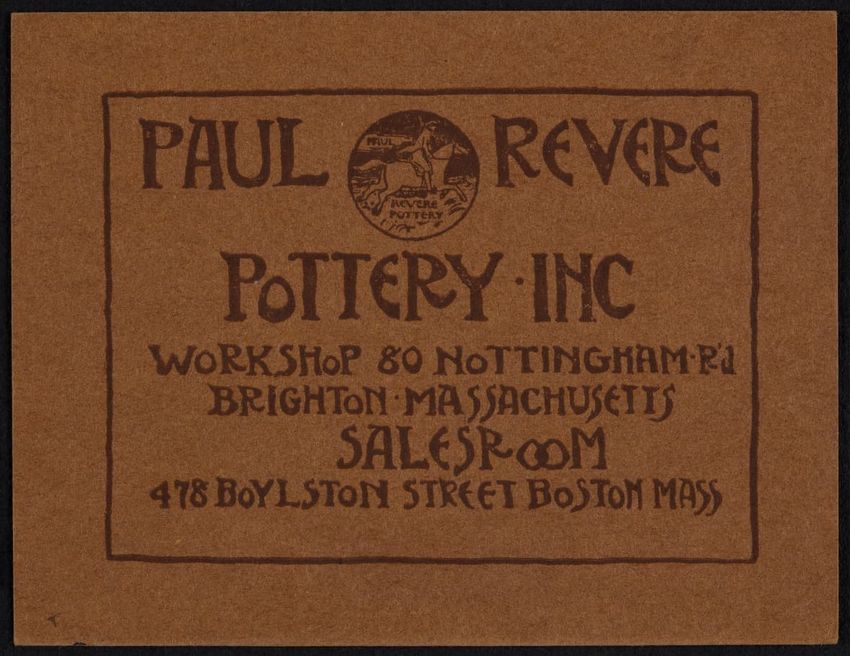 PAUL REVERE
PAUL
REVERE
POTTERY
POTTERY · INC
WORKSHOP 80 NOTTINGHAM · R'd
BRIGHTON · MASSACHUSETTS
SALESROOM
478 BOYLSTON STREET BOSTON MASS